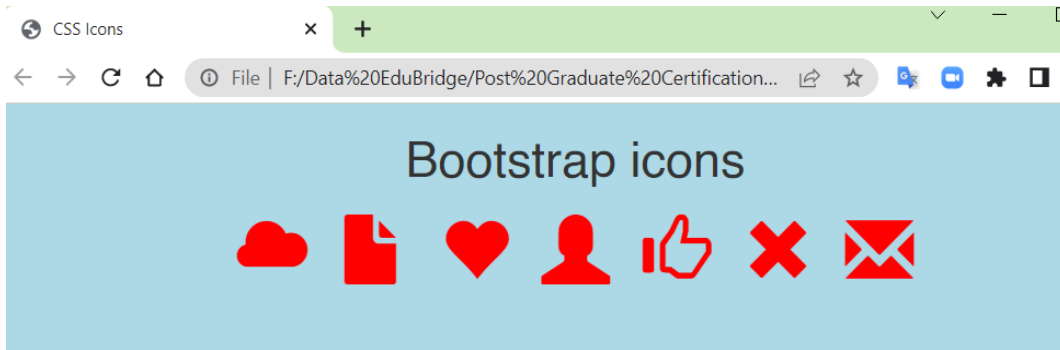 CSS Icons
File | F:/Data%20EduBridge/Post%20Graduate%20Certification...
Bootstrap icons